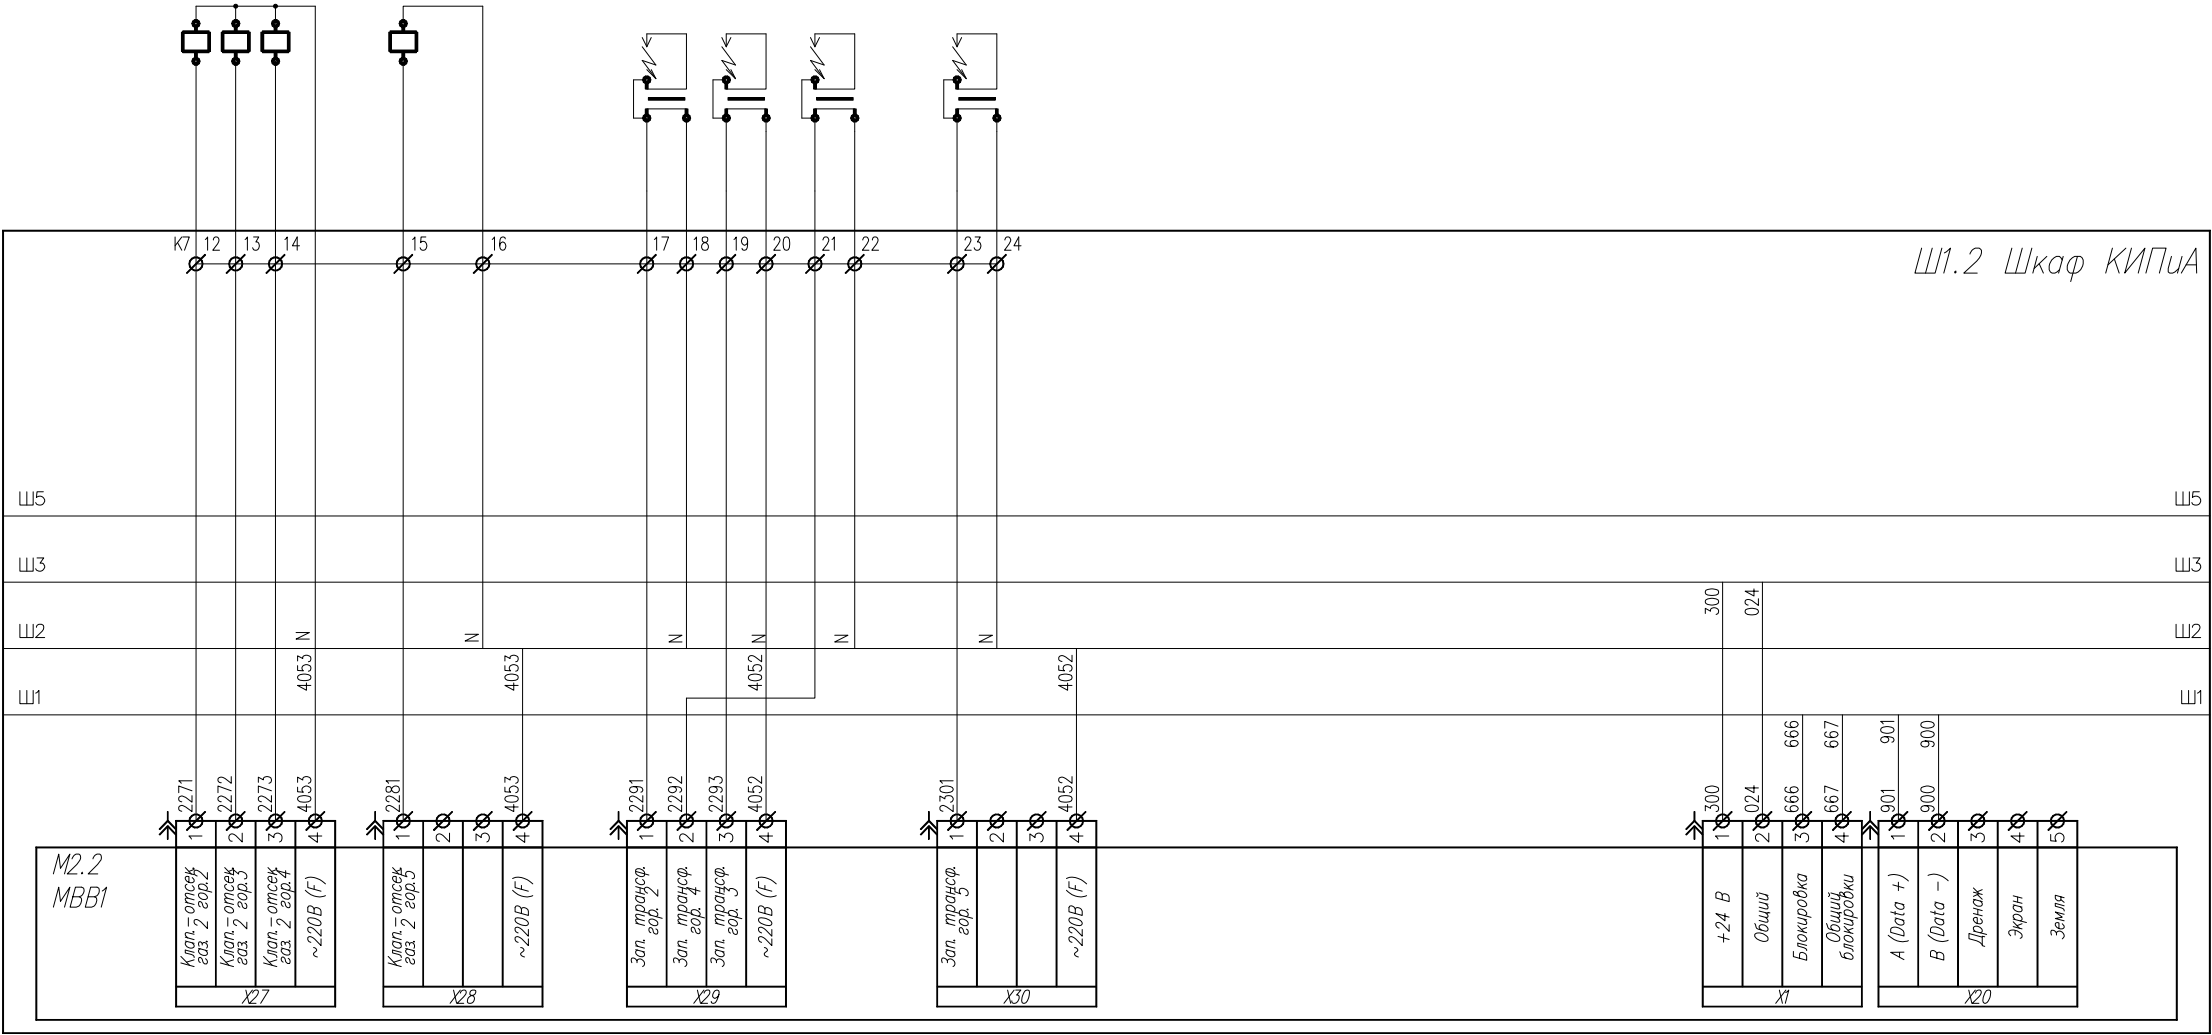 К7 12 13 14 15 16 17 18 19 20 21 22 23 24
Ш1.2 Шкаф КИПиА
Ш5 Ш5
Ш3 Ш3
300 024
Ш2 N N N N N N Ш2
4053 4053 4052 4052
Ш1 Ш1
666 667 901 900
2271 2272 2273 4053 2281 4053 2291 2292 2293 4052 2301 4052 300 024 666 667 901 900
1 2 3 4 1 2 3 4 1 2 3 4 1 2 3 4 1 2 3 4 1 2 3 4 5
М2.2
МВВ1
Клап.-отсек.
газ. 2 гор.2
Клап.-отсек.
газ. 2 гор.3
Клап.-отсек.
газ. 2 гор.4
~220В (F)
Клап.-отсек.
газ. 2 гор.5
~220В (F)
Зап. трансф.
гор. 2
Зап. трансф.
гор. 4
Зап. трансф.
гор. 3
~220В (F)
Зап. трансф.
гор. 5
~220В (F)
+24 В
Общий
Блокировка
Общий
блокировки
А (Data +)
В (Data -)
Дренаж
Экран
Земля
Х27 Х28 Х29 Х30 Х1 Х20